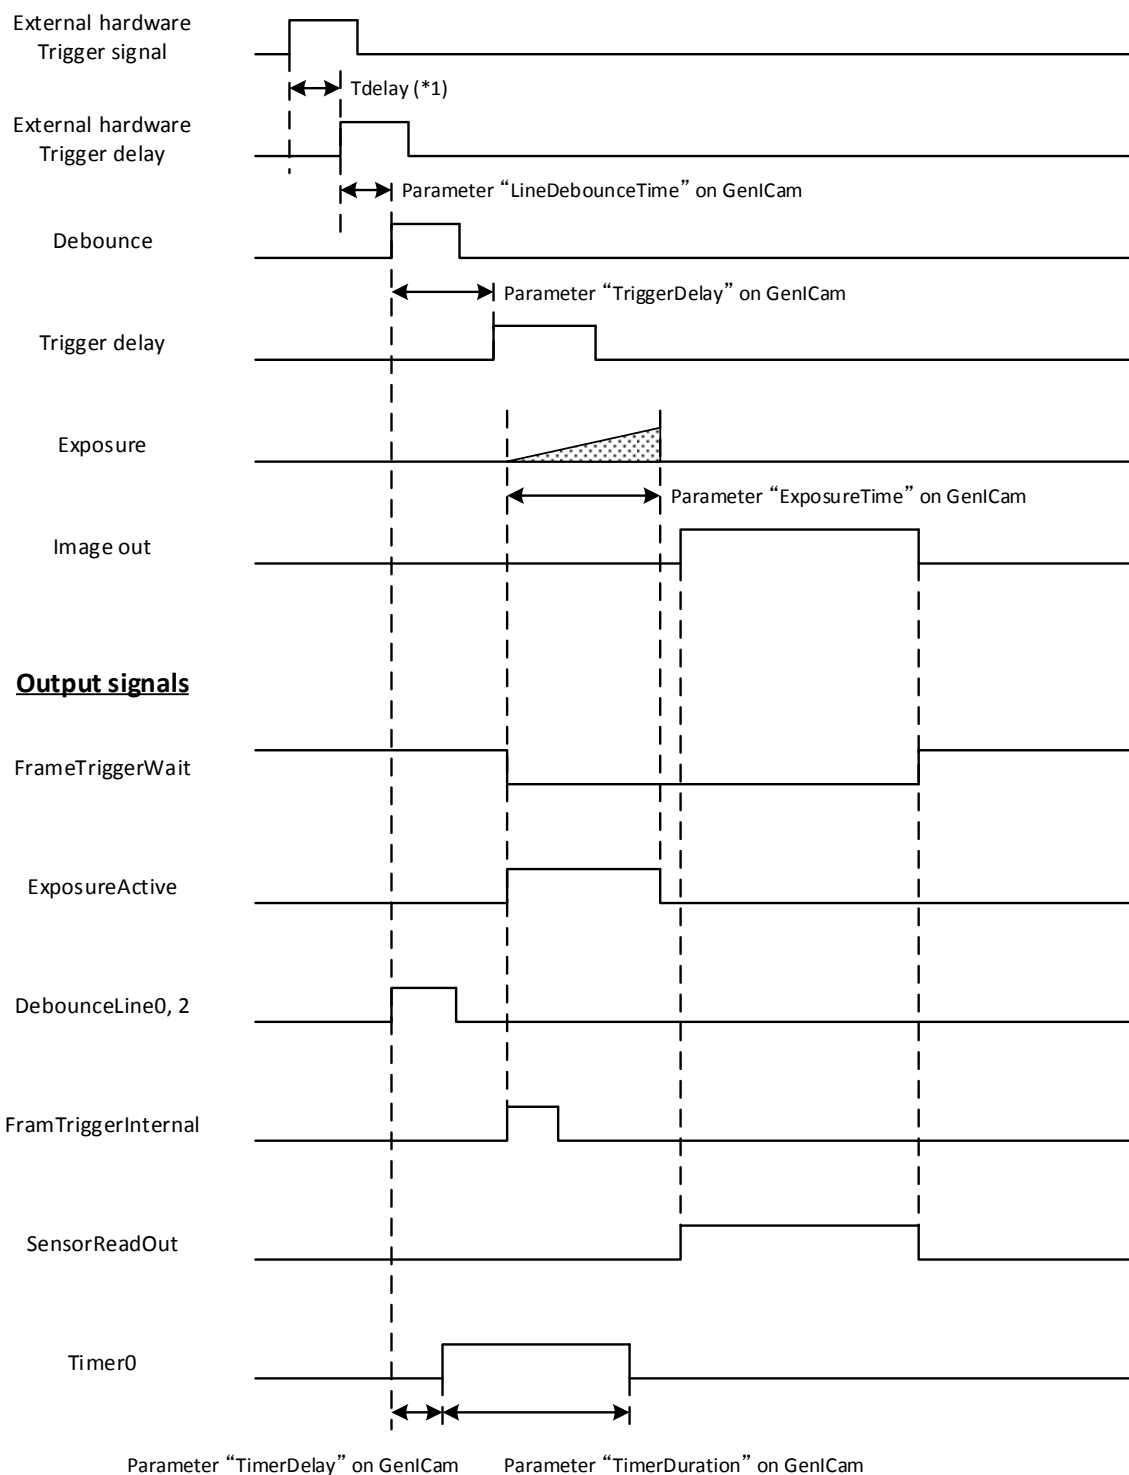 External hardware
Trigger signal
Tdelay (*1)
External hardware
Trigger delay
Parameter “LineDebounceTime” on GenICam
Debounce
Parameter “TriggerDelay” on GenICam
Trigger delay
Exposure
Parameter “ExposureTime” on GenICam
Image out
Output signals
FrameTriggerWait
ExposureActive
DebounceLine0, 2
FramTriggerInternal
SensorReadOut
Timer0
Parameter “TimerDelay” on GenICam
Parameter “TimerDuration” on GenICam